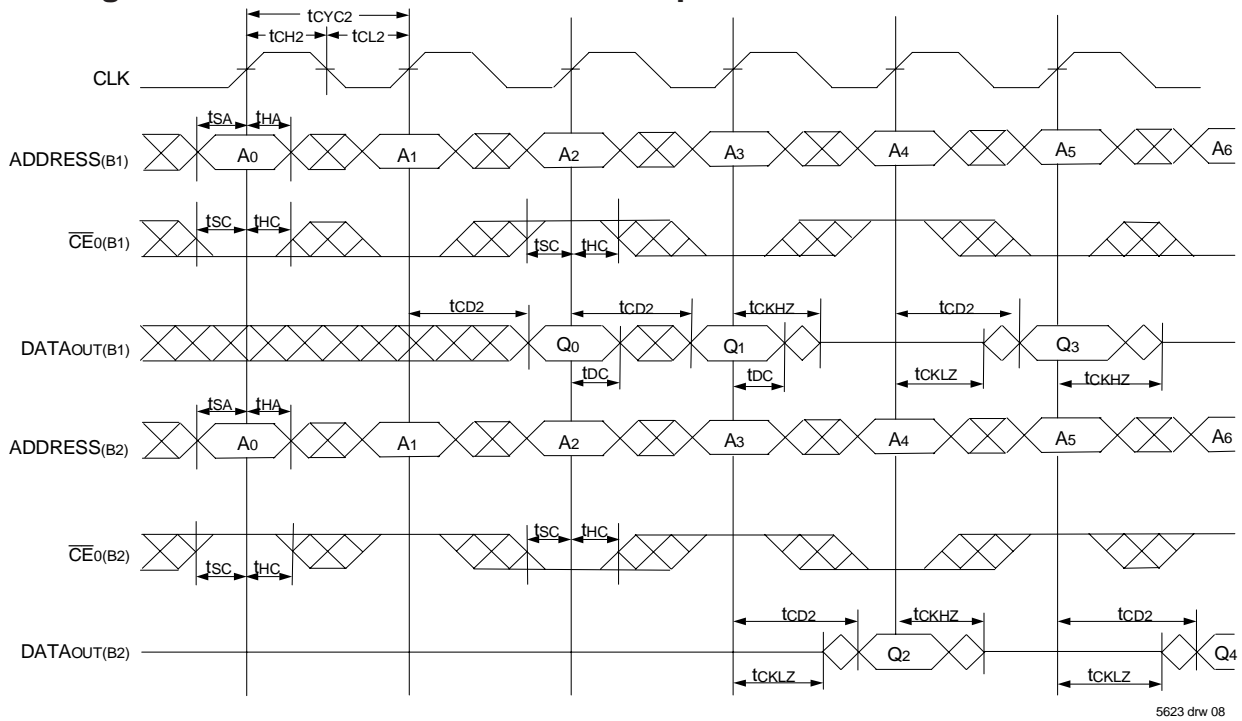 tCYC2
tCH2 tCL2
CLK
tSA tHA
ADDRESS(B1) A0 A1 A2 A3 A4 A5 A6
tSC tHC tSC tHC
CE0(B1)
tCD2 tCD2 tCKHZ tCD2
DATAOUT(B1) Q0 Q1 Q3
tDC tDC tCKLZ tCKHZ
tSA tHA
ADDRESS(B2) A0 A1 A2 A3 A4 A5 A6
tSC tHC
CE0(B2)
tSC tHC
tCD2 tCKHZ tCD2
DATAOUT(B2) Q2 Q4
tCKLZ tCKLZ
5623 drw 08